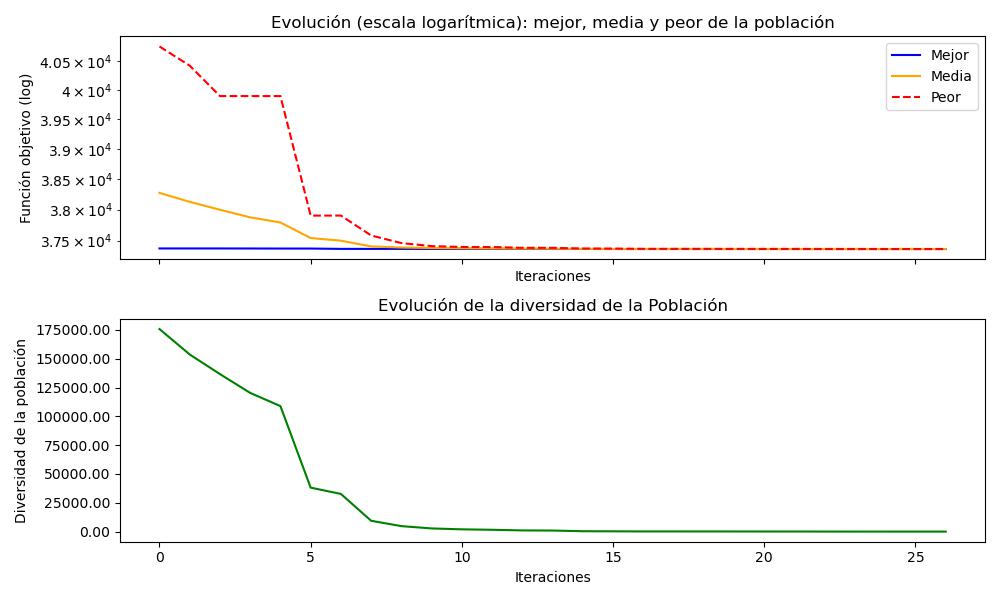 Evolución (escala logarítmica): mejor, media y peor de la población
Función objetivo (log)
4.05 × 10⁴
4 × 10⁴
3.95 × 10⁴
3.9 × 10⁴
3.85 × 10⁴
3.8 × 10⁴
3.75 × 10⁴
Mejor
Media
Peor
Iteraciones
Evolución de la diversidad de la Población
Diversidad de la población
175000.00
150000.00
125000.00
100000.00
75000.00
50000.00
25000.00
0.00
0 5 10 15 20 25
Iteraciones